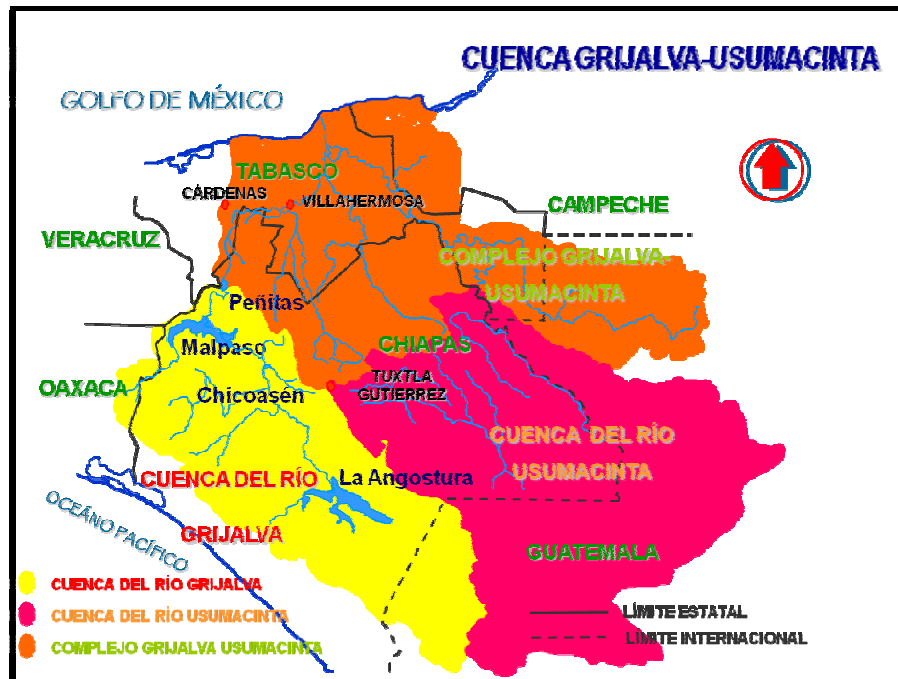 CUENCA GRIJALVA-USUMACINTA
GOLFO DE MÉXICO
TABASCO
CÁRDENAS
VILLAHERMOSA
CAMPECHE
VERACRUZ
COMPLEJO GRIJALVA-
USUMACINTA
Peñitas
Malpaso
CHIAPAS
OAXACA
Chicoasén
TUXTLA
GUTIERREZ
CUENCA DEL RÍO
USUMACINTA
CUENCA DEL RÍO
GRIJALVA
La Angostura
OCEÁNO PACÍFICO
GUATEMALA
CUENCA DEL RÍO GRIJALVA
CUENCA DEL RÍO USUMACINTA
COMPLEJO GRIJALVA USUMACINTA
LÍMITE ESTATAL
LÍMITE INTERNACIONAL